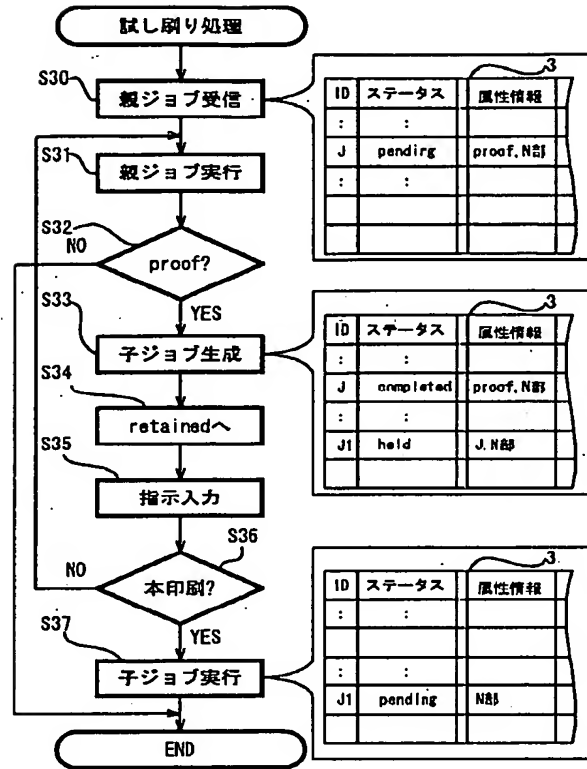 試し刷り処理
S30
親ジョブ受信
3
ID ステータス 属性情報
: :
J pending proof,N部
: :
S31
親ジョブ実行
S32
NO
proof?
YES
S33
子ジョブ生成
3
ID ステータス 属性情報
: :
J completed proof,N部
: :
J1 held J,N部
S34
retainedへ
S35
指示入力
S36
NO
本印刷?
YES
S37
子ジョブ実行
3
ID ステータス 属性情報
: :
: :
J1 pending N部
END